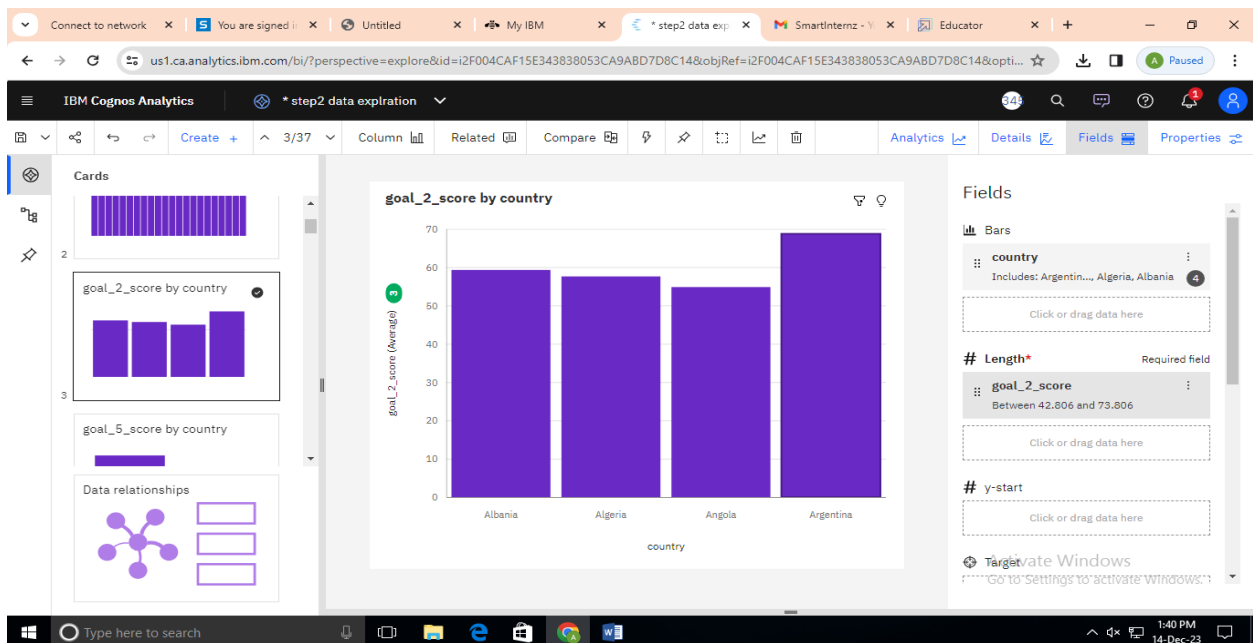 Connect to network
You are signed i
Untitled
My IBM
* step2 data exp
SmartInternz - Y
Educator
us1.ca.analytics.ibm.com/bi/?perspective=explore&id=i2F004CAF15E343838053CA9ABD7D8C14&objRef=i2F004CAF15E343838053CA9ABD7D8C14&opti...
A Paused
IBM Cognos Analytics
* step2 data explration
345
1
Create +
3/37
Column
Related
Compare
Analytics
Details
Fields
Properties
Cards
2
goal_2_score by country
3
goal_5_score by country
Data relationships
goal_2_score by country
70
60
50
40
30
20
10
0
goal_2_score (Average)
3
Albania
Algeria
Angola
Argentina
country
Fields
Bars
country
Includes: Argentin..., Algeria, Albania
4
Click or drag data here
# Length*
Required field
goal_2_score
Between 42.806 and 73.806
Click or drag data here
# y-start
Click or drag data here
Target
Activate Windows
Go to Settings to activate Windows.
Type here to search
1:40 PM
14-Dec-23